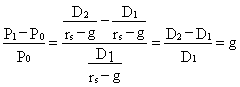 (P₁ − P₀) / P₀ = (D₂ / (rₛ − g) − D₁ / (rₛ − g)) / (D₁ / (rₛ − g)) = (D₂ − D₁) / D₁ = g